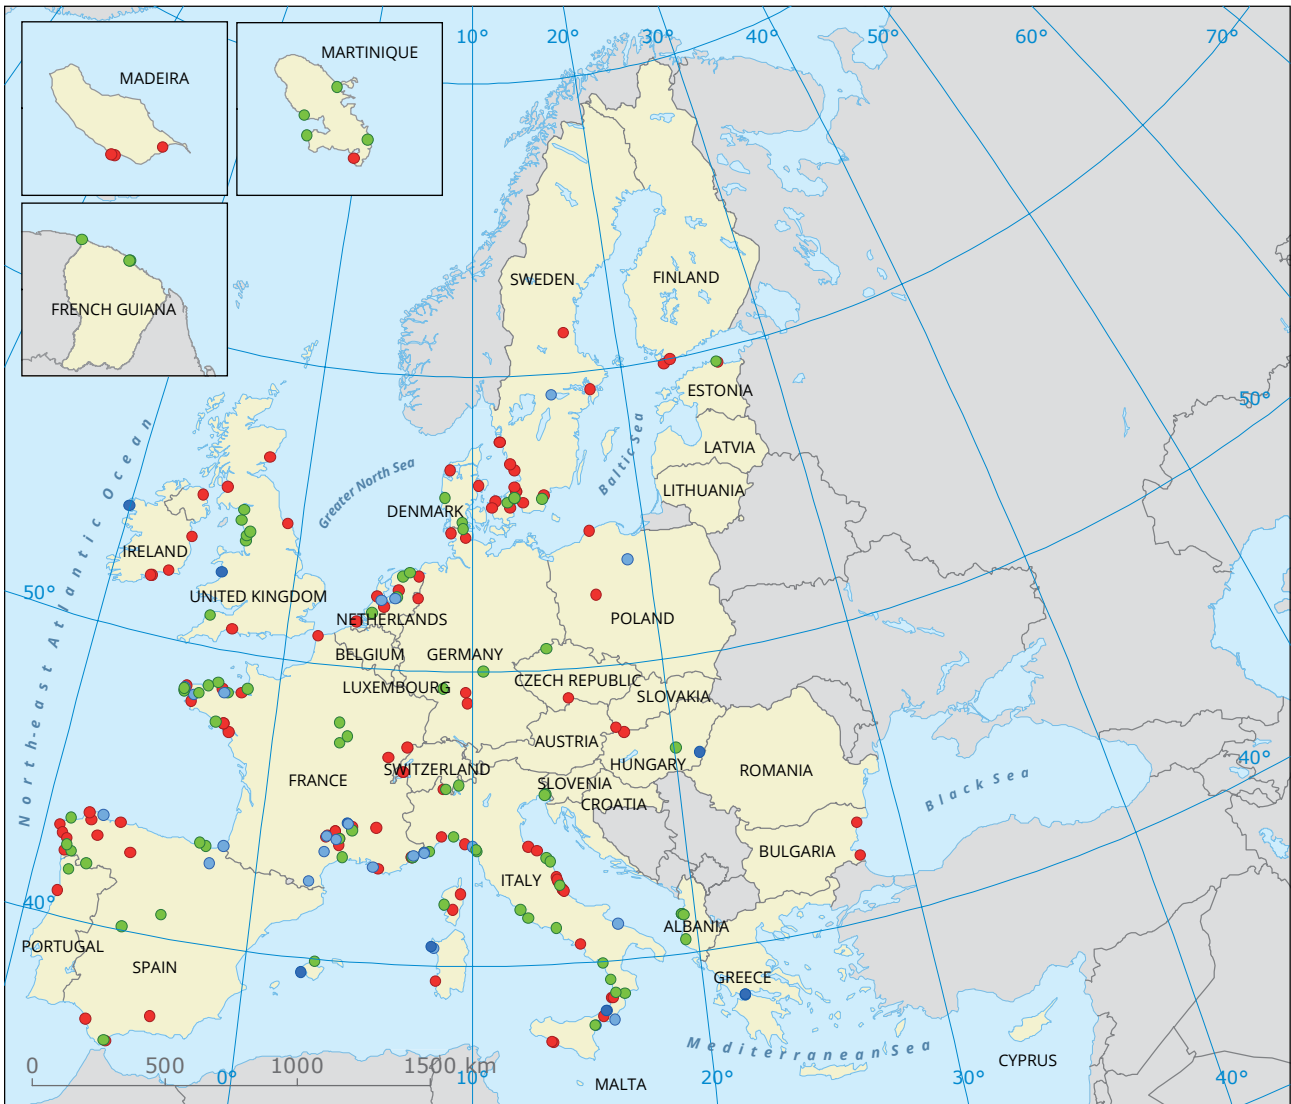 10°
20°
30°
40°
50°
60°
70°
MADEIRA
MARTINIQUE
FRENCH GUIANA
SWEDEN
FINLAND
ESTONIA
50°
LATVIA
Baltic Sea
Greater North Sea
LITHUANIA
DENMARK
IRELAND
North-east Atlantic Ocean
50°
UNITED KINGDOM
NETHERLANDS
POLAND
BELGIUM
GERMANY
CZECH REPUBLIC
LUXEMBOURG
SLOVAKIA
AUSTRIA
40°
HUNGARY
SWITZERLAND
ROMANIA
FRANCE
SLOVENIA
Black Sea
CROATIA
BULGARIA
ITALY
40°
ALBANIA
PORTUGAL
SPAIN
GREECE
Mediterranean Sea
CYPRUS
0
500
1000
1500 km
0°
10°
20°
30°
40°
MALTA